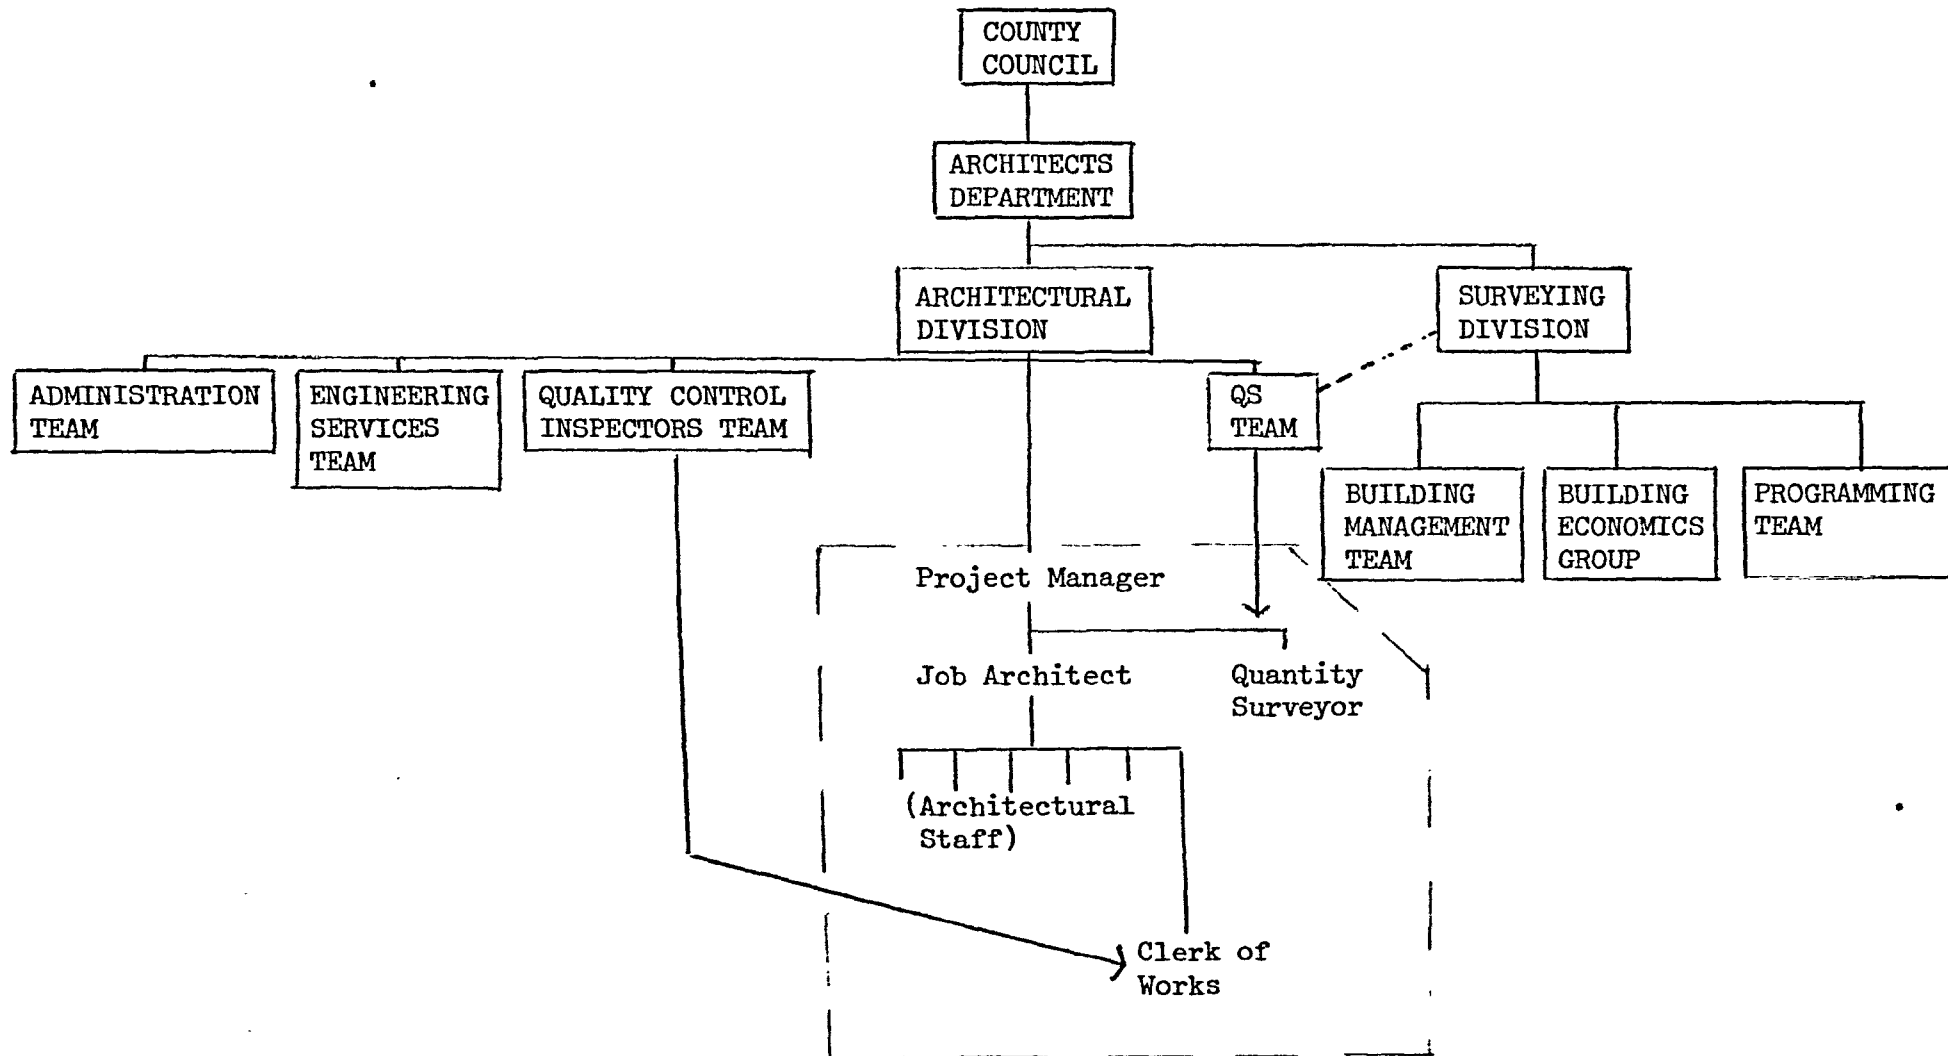 COUNTY
COUNCIL
ARCHITECTS
DEPARTMENT
ARCHITECTURAL
DIVISION
SURVEYING
DIVISION
ADMINISTRATION
TEAM
ENGINEERING
SERVICES
TEAM
QUALITY CONTROL
INSPECTORS TEAM
QS
TEAM
BUILDING
MANAGEMENT
TEAM
BUILDING
ECONOMICS
GROUP
PROGRAMMING
TEAM
Project Manager
Job Architect
Quantity
Surveyor
(Architectural
Staff)
Clerk of
Works